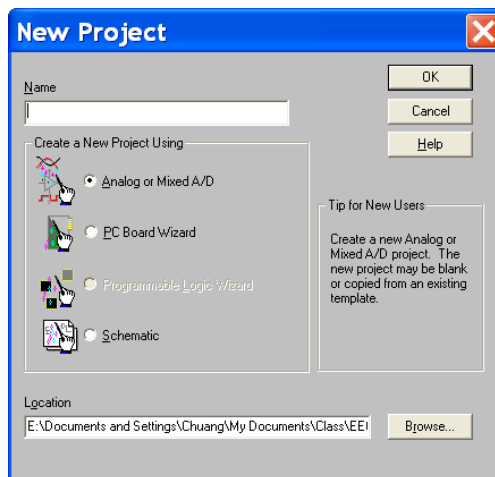 New Project
Name
OK
Cancel
Help
Create a New Project Using
Analog or Mixed A/D
PC Board Wizard
Programmable Logic Wizard
Schematic
Tip for New Users
Create a new Analog or
Mixed A/D project. The
new project may be blank
or copied from an existing
template.
Location
E:\Documents and Settings\Chuang\My Documents\Class\EE
Browse...